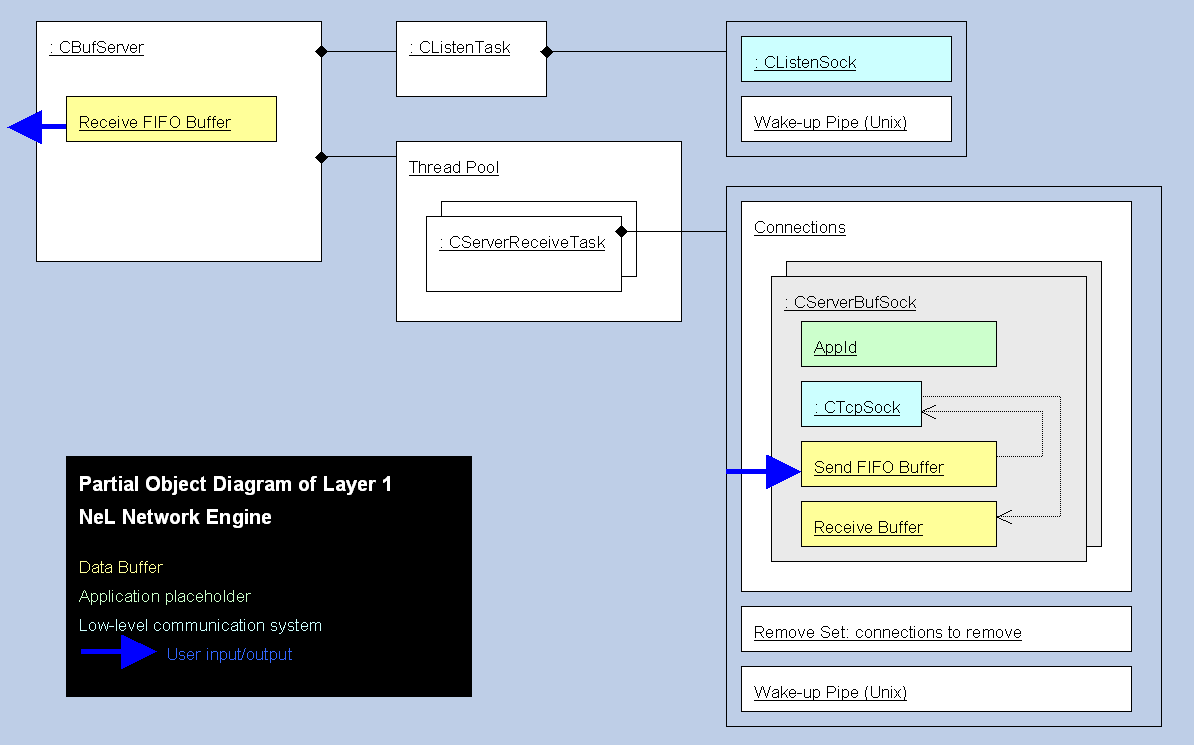 : CBufServer
Receive FIFO Buffer
: CListenTask
: CListenSock
Wake-up Pipe (Unix)
Thread Pool
: CServerReceiveTask
Connections
: CServerBufSock
AppId
: CTcpSock
Send FIFO Buffer
Receive Buffer
Remove Set: connections to remove
Wake-up Pipe (Unix)
Partial Object Diagram of Layer 1
NeL Network Engine
Data Buffer
Application placeholder
Low-level communication system
User input/output